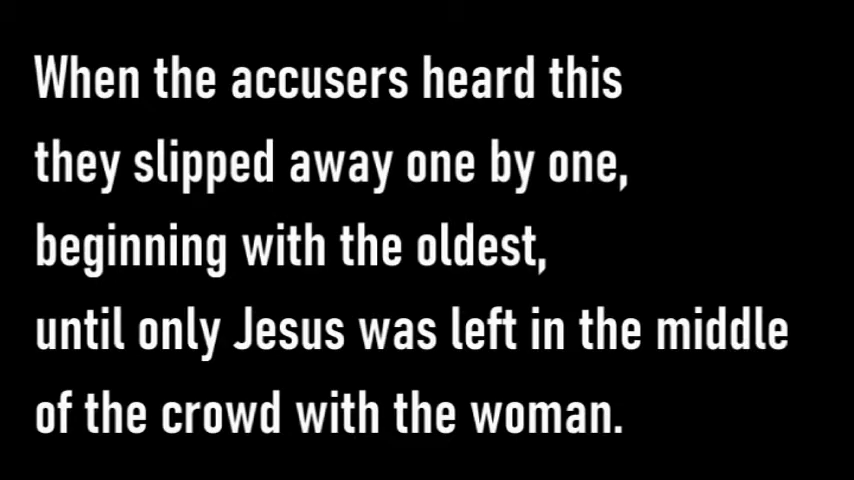 When the accusers heard this
they slipped away one by one,
beginning with the oldest,
until only Jesus was left in the middle
of the crowd with the woman.